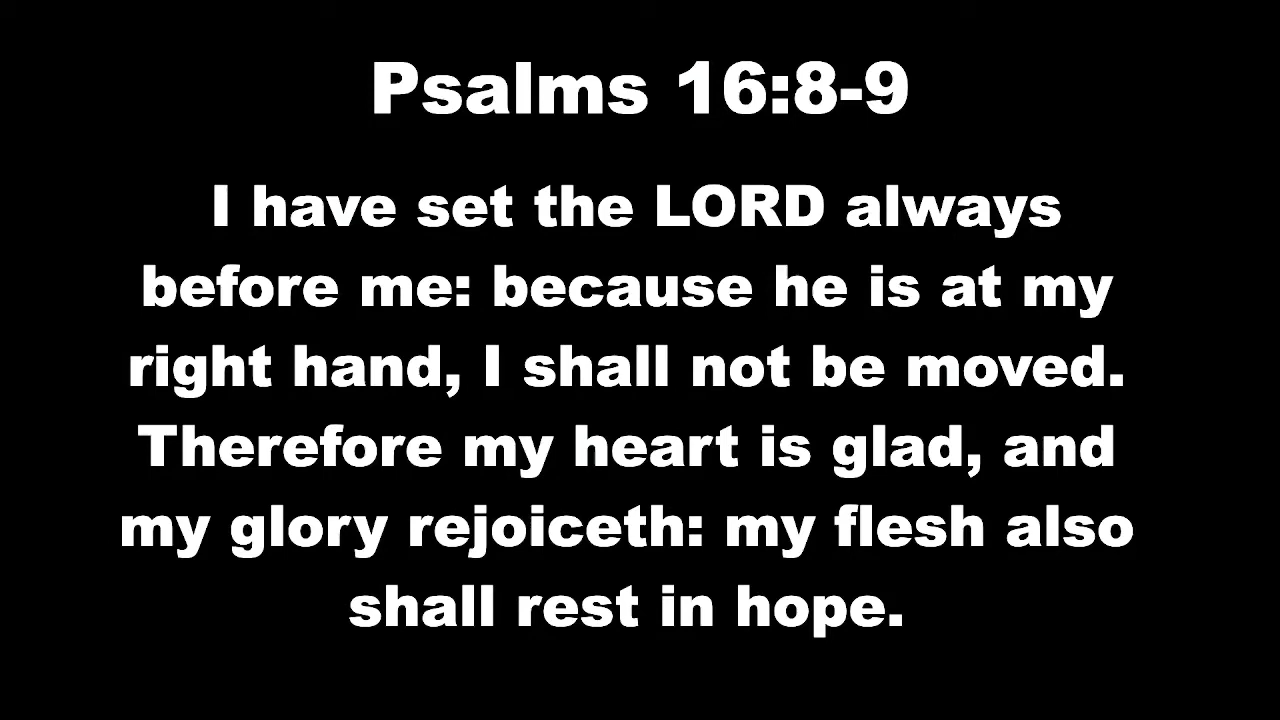 Psalms 16:8-9
I have set the LORD always
before me: because he is at my
right hand, I shall not be moved.
Therefore my heart is glad, and
my glory rejoiceth: my flesh also
shall rest in hope.